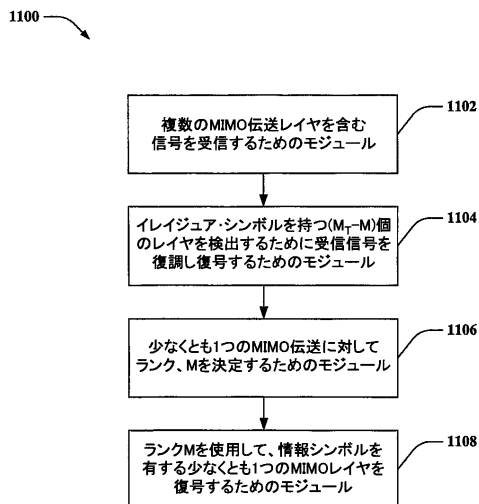 1100
1102
複数のMIMO伝送レイヤを含む
信号を受信するためのモジュール
1104
イレイジュア・シンボルを持つ(MT-M)個
のレイヤを検出するために受信信号を
復調し復号するためのモジュール
1106
少なくとも1つのMIMO伝送に対して
ランク、Mを決定するためのモジュール
1108
ランクMを使用して、情報シンボルを
有する少なくとも1つのMIMOレイヤを
復号するためのモジュール